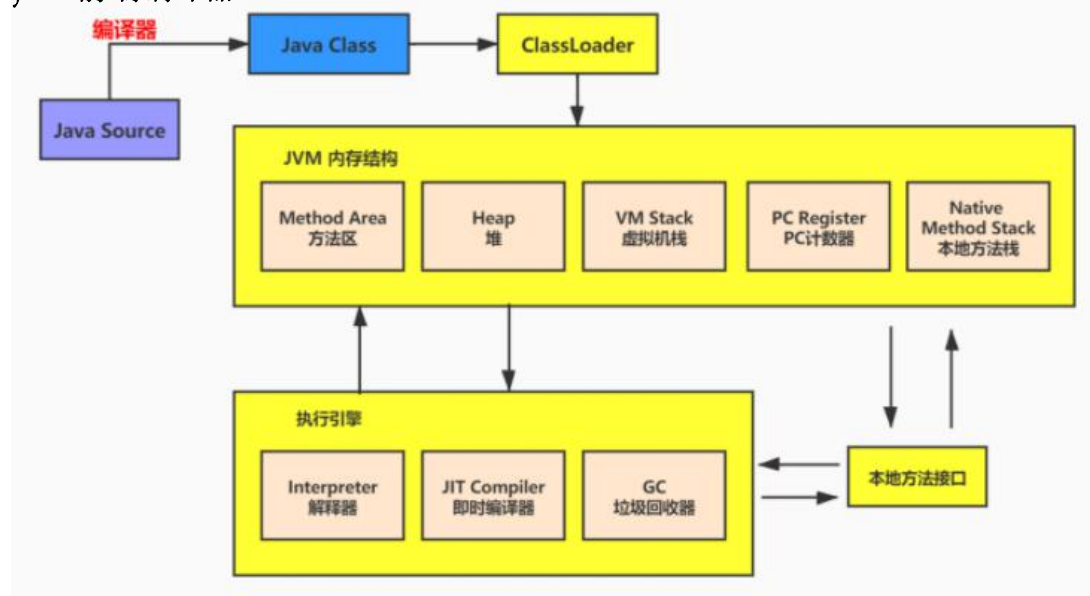 编译器
Java Class
ClassLoader
Java Source
JVM 内存结构
Method Area
方法区
Heap
堆
VM Stack
虚拟机栈
PC Register
PC计数器
Native
Method Stack
本地方法栈
执行引擎
Interpreter
解释器
JIT Compiler
即时编译器
GC
垃圾回收器
本地方法接口